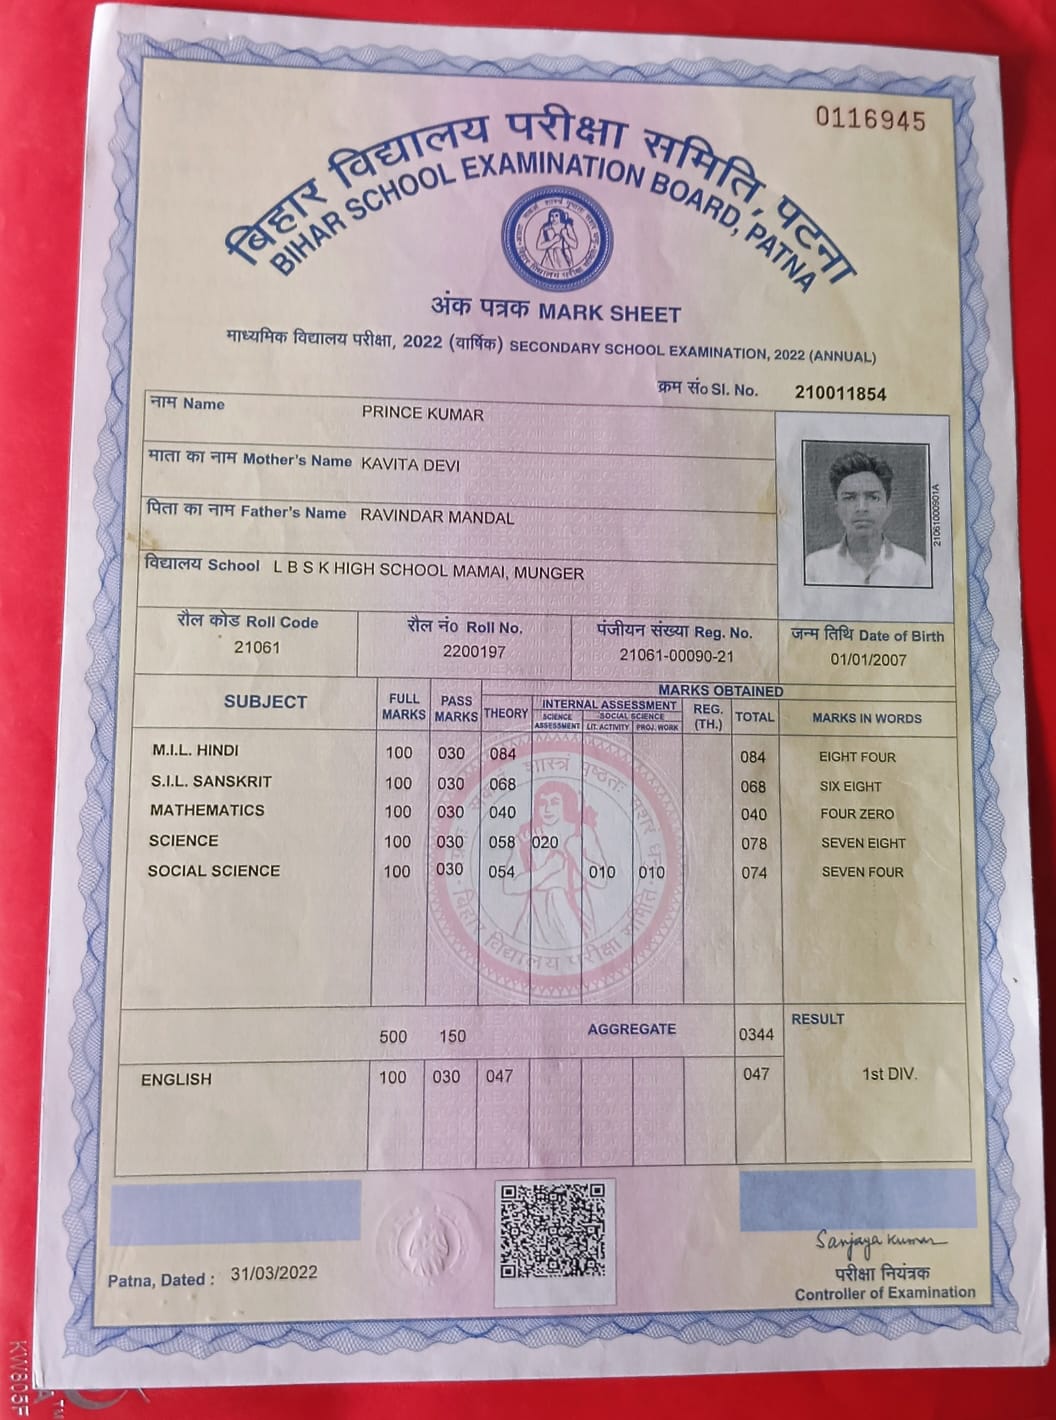 0116945
बिहार विद्यालय परीक्षा समिति, पटना
BIHAR SCHOOL EXAMINATION BOARD, PATNA
अंक पत्रक MARK SHEET
माध्यमिक विद्यालय परीक्षा, 2022 (वार्षिक) SECONDARY SCHOOL EXAMINATION, 2022 (ANNUAL)
क्रम सं० Sl. No. 210011854
नाम Name PRINCE KUMAR
माता का नाम Mother's Name KAVITA DEVI
पिता का नाम Father's Name RAVINDAR MANDAL
विद्यालय School L B S K HIGH SCHOOL MAMAI, MUNGER
21061000901A
रौल कोड Roll Code रौल नं० Roll No. पंजीयन संख्या Reg. No. जन्म तिथि Date of Birth
21061 2200197 21061-00090-21 01/01/2007
SUBJECT FULL MARKS PASS MARKS THEORY MARKS OBTAINED
INTERNAL ASSESSMENT REG. (TH.) TOTAL MARKS IN WORDS
SCIENCE ASSESSMENT SOCIAL SCIENCE LIT. ACTIVITY PROJ. WORK
M.I.L. HINDI 100 030 084 084 EIGHT FOUR
S.I.L. SANSKRIT 100 030 068 068 SIX EIGHT
MATHEMATICS 100 030 040 040 FOUR ZERO
SCIENCE 100 030 058 020 078 SEVEN EIGHT
SOCIAL SCIENCE 100 030 054 010 010 074 SEVEN FOUR
बिहार विद्यालय परीक्षा समिति
500 150 AGGREGATE 0344 RESULT
ENGLISH 100 030 047 047 1st DIV.
Patna, Dated : 31/03/2022
Sanjaya Kumar
परीक्षा नियंत्रक
Controller of Examination
KW805F
TM